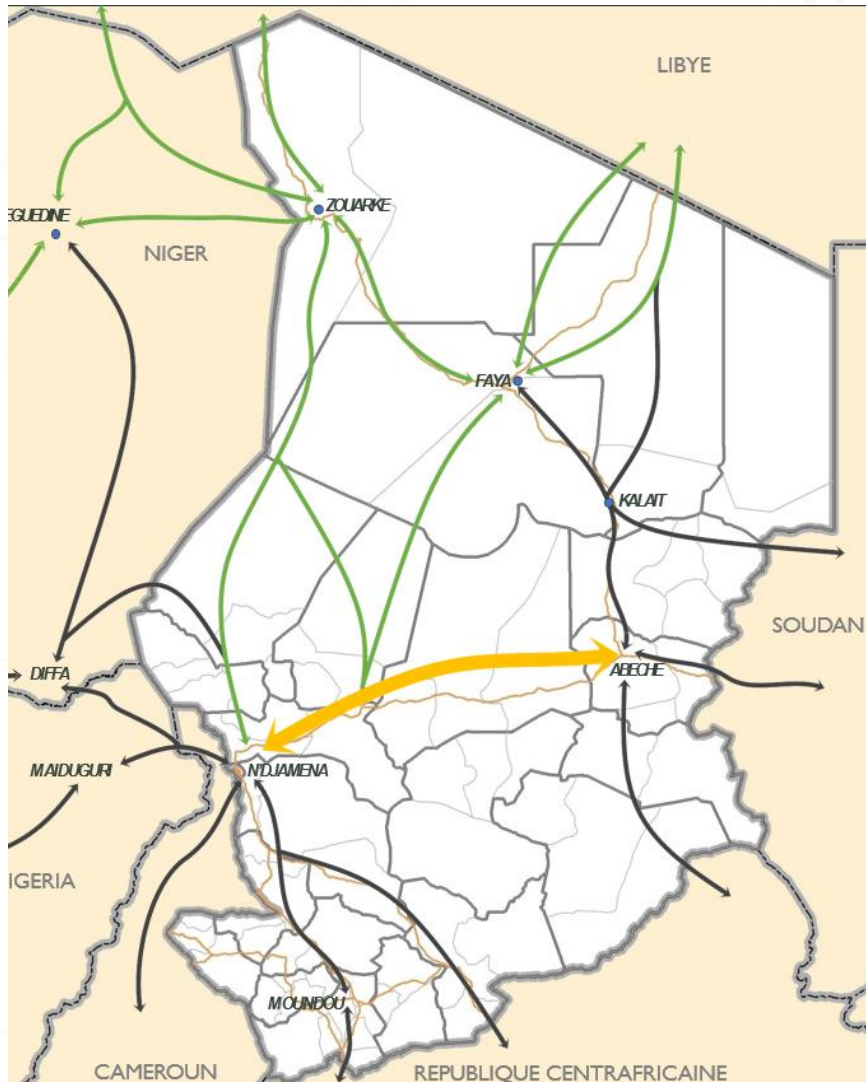 LIBYE
ZOUARKE
EGUEDINE
NIGER
FAYA
KALAIT
SOUDAN
DIFFA
ABECHE
MAIDUGURI
N'DJAMENA
IGERIA
MOUNDOU
CAMEROUN
REPUBLIQUE CENTRAFRICAINE